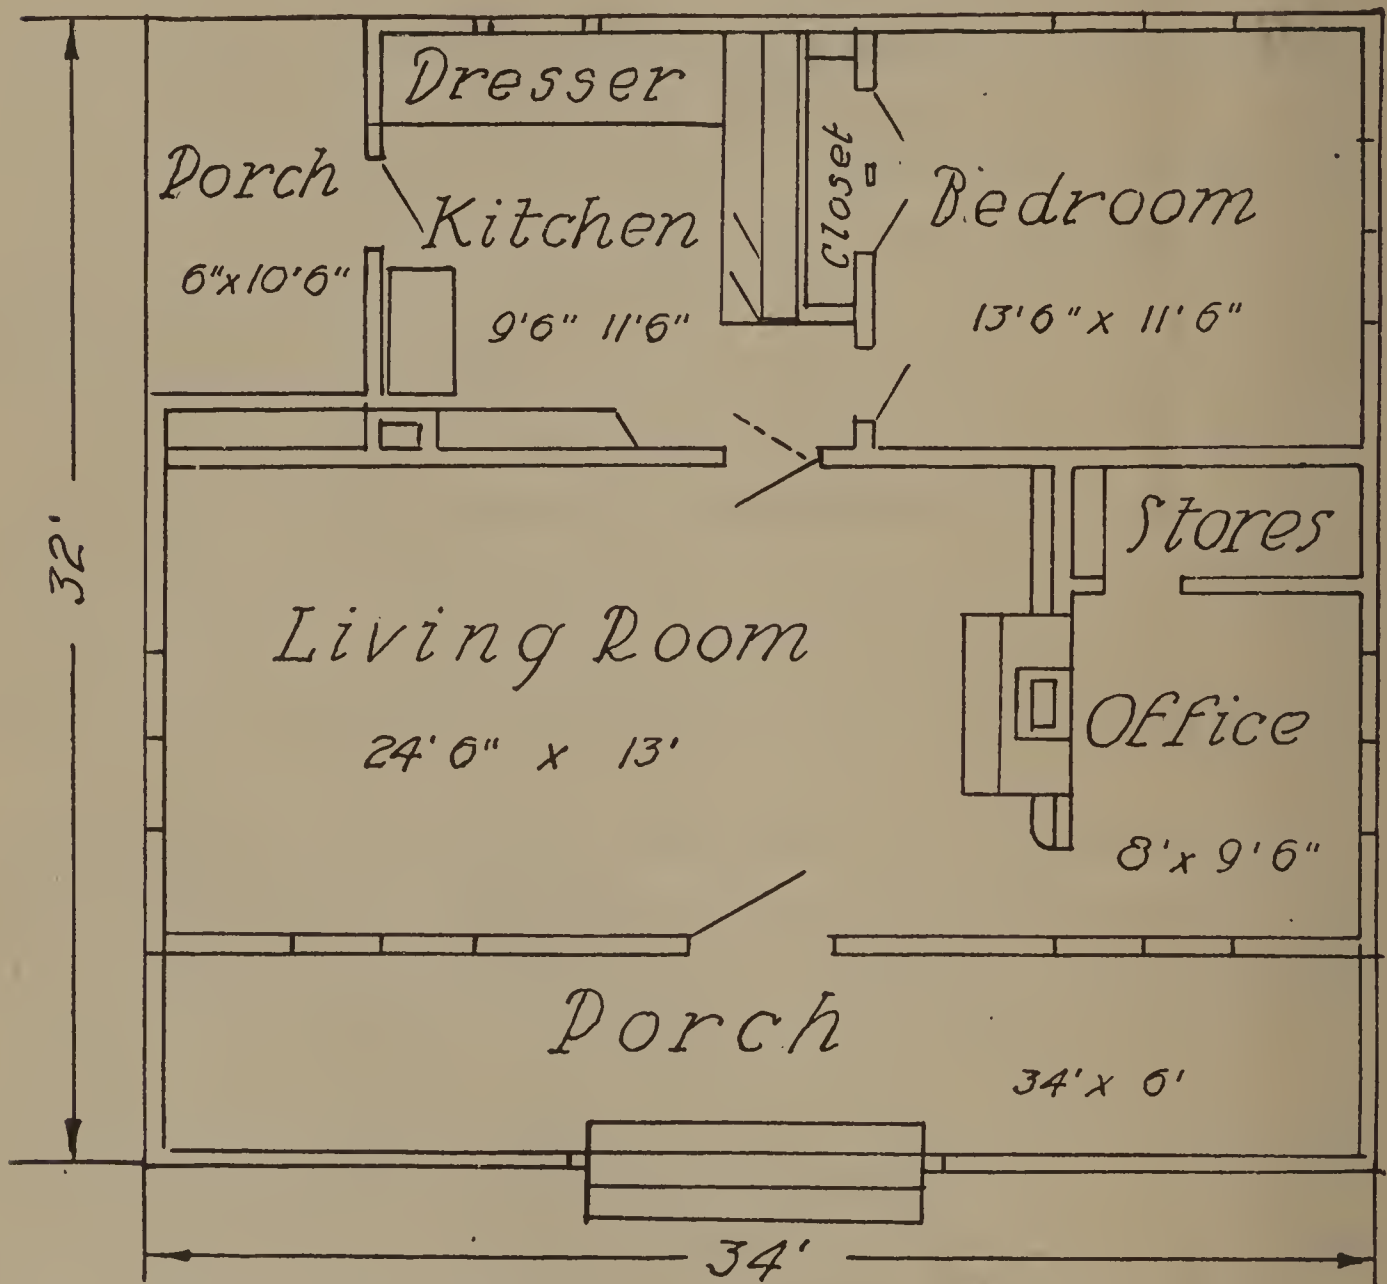 Dresser
Porch
6"x10'6"
Kitchen
9'6" 11'6"
Closet
Bedroom
13'6" x 11'6"
32'
Living Room
24'6" x 13'
Stores
Office
8' x 9'6"
Porch
34' x 6'
34'